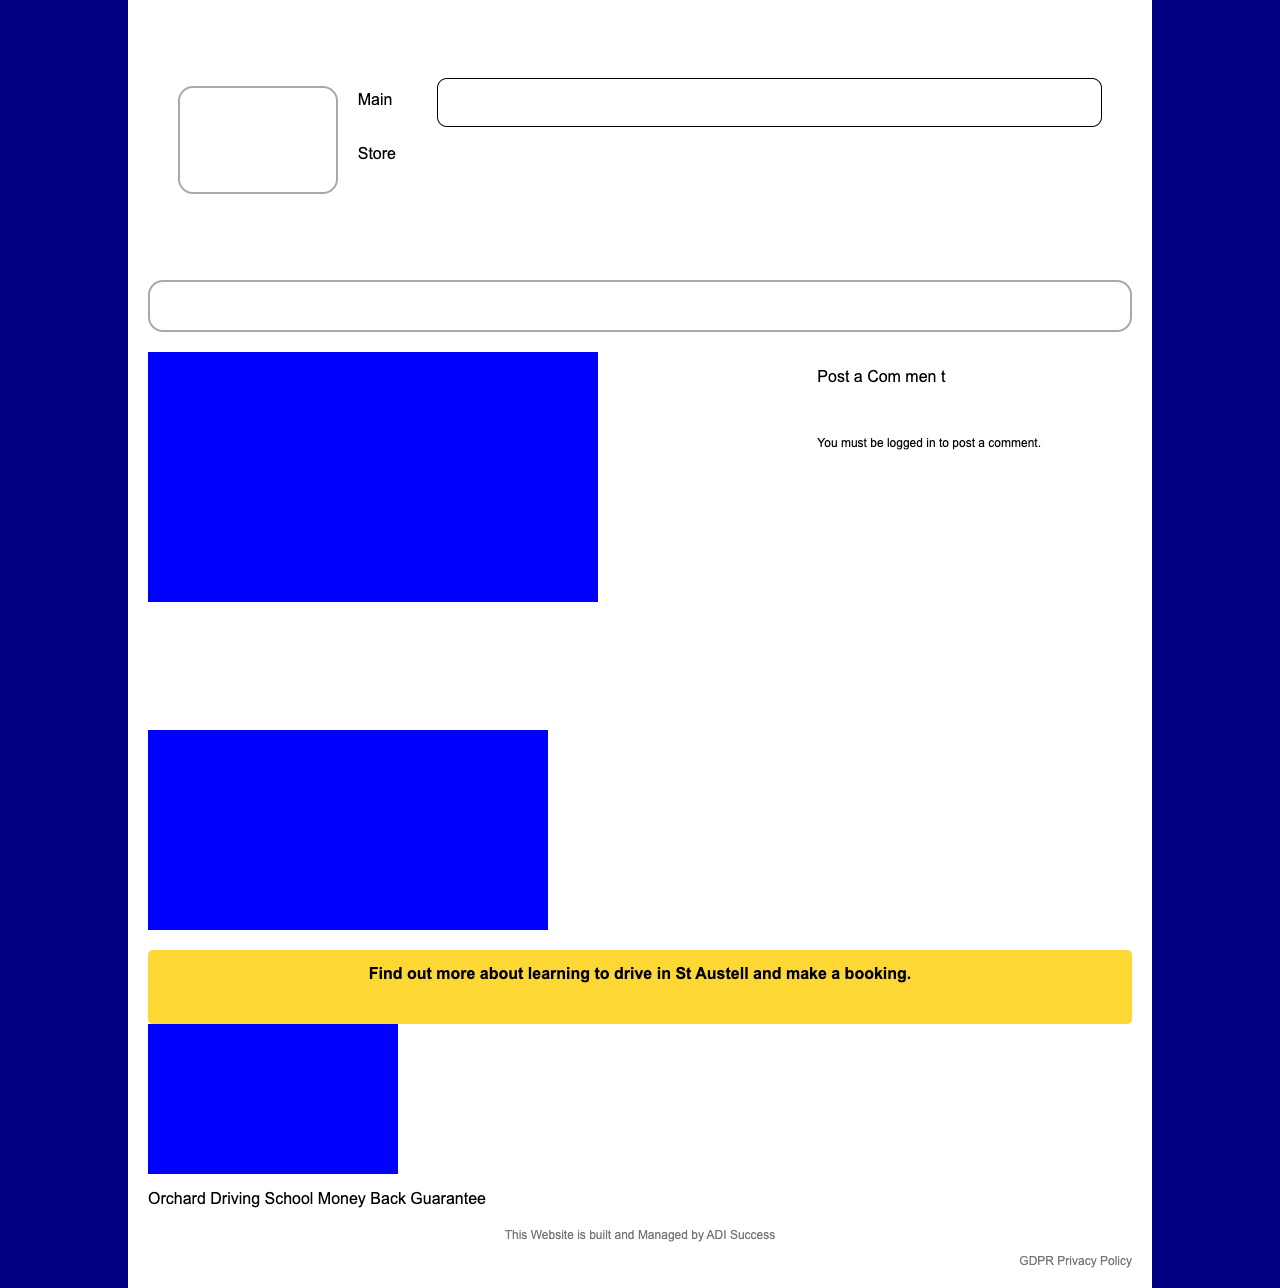 Main
Store
Post a Com men t
You must be logged in to post a comment.
Find out more about learning to drive in St Austell and make a booking.
Orchard Driving School Money Back Guarantee
This Website is built and Managed by ADI Success
GDPR Privacy Policy